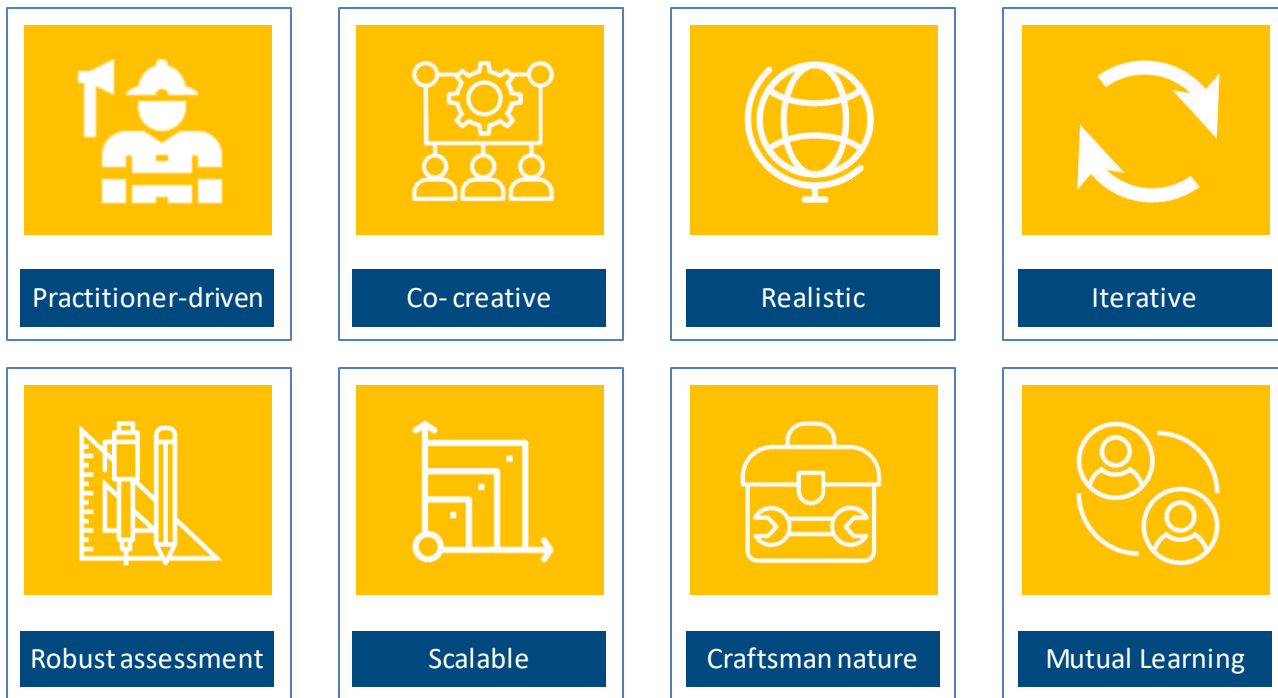 Practitioner-driven
Co- creative
Realistic
Iterative
Robust assessment
Scalable
Craftsman nature
Mutual Learning